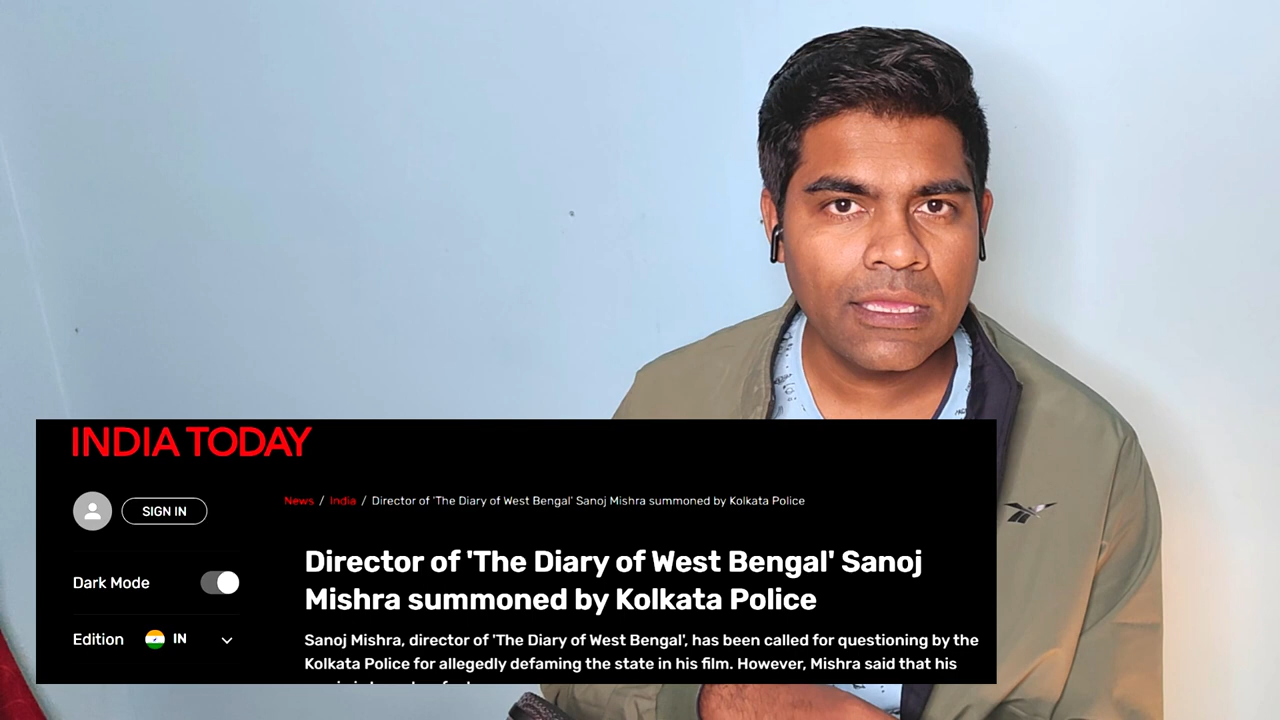 INDIA TODAY
SIGN IN
Dark Mode
Edition IN
News / India / Director of 'The Diary of West Bengal' Sanoj Mishra summoned by Kolkata Police
Director of 'The Diary of West Bengal' Sanoj
Mishra summoned by Kolkata Police
Sanoj Mishra, director of 'The Diary of West Bengal', has been called for questioning by the
Kolkata Police for allegedly defaming the state in his film. However, Mishra said that his